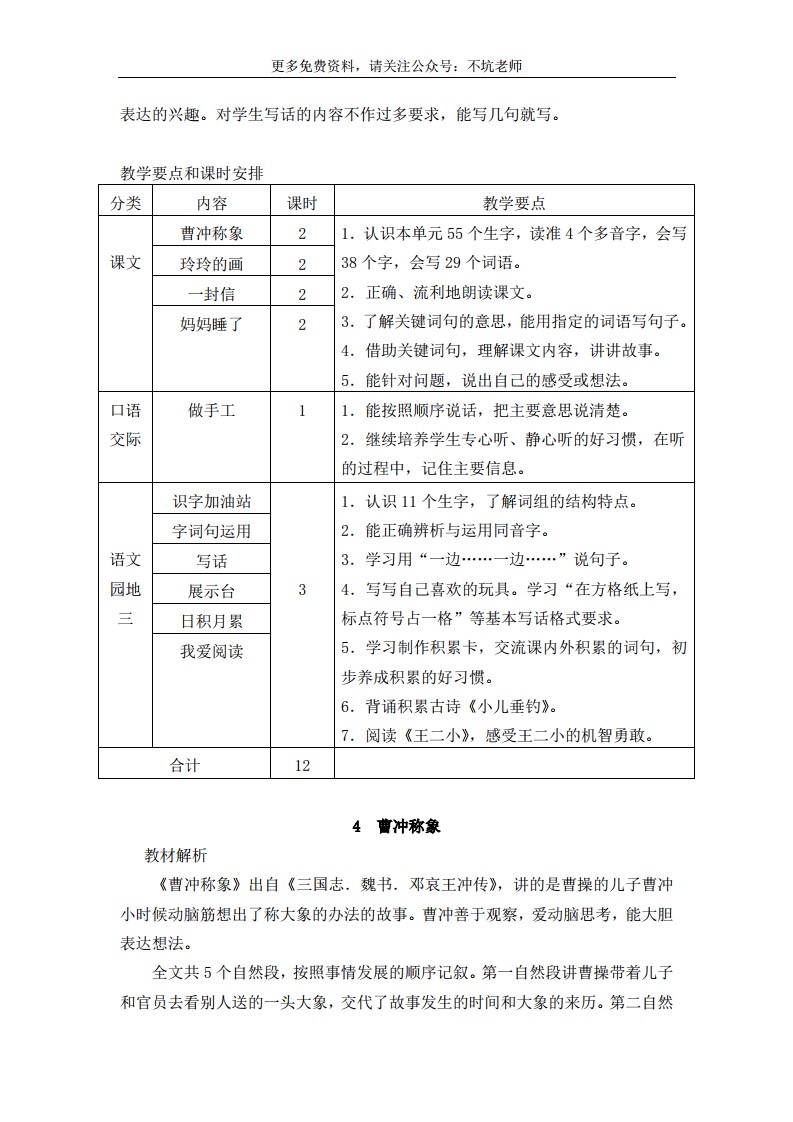 更多免费资料，请关注公众号：不坑老师
表达的兴趣。对学生写话的内容不作过多要求，能写几句就写。
教学要点和课时安排
分类 内容 课时 教学要点
课文
曹冲称象 2
玲玲的画 2
一封信 2
妈妈睡了 2
1．认识本单元 55 个生字，读准 4 个多音字，会写
38 个字，会写 29 个词语。
2．正确、流利地朗读课文。
3．了解关键词句的意思，能用指定的词语写句子。
4．借助关键词句，理解课文内容，讲讲故事。
5．能针对问题，说出自己的感受或想法。
口语
交际
做手工 1
1．能按照顺序说话，把主要意思说清楚。
2．继续培养学生专心听、静心听的好习惯，在听
的过程中，记住主要信息。
语文
园地
三
识字加油站
字词句运用
写话
展示台
日积月累
我爱阅读
3
1．认识 11 个生字，了解词组的结构特点。
2．能正确辨析与运用同音字。
3．学习用“一边……一边……”说句子。
4．写写自己喜欢的玩具。学习“在方格纸上写，
标点符号占一格”等基本写话格式要求。
5．学习制作积累卡，交流课内外积累的词句，初
步养成积累的好习惯。
6．背诵积累古诗《小儿垂钓》。
7．阅读《王二小》，感受王二小的机智勇敢。
合计 12
4 曹冲称象
教材解析
《曹冲称象》出自《三国志．魏书．邓哀王冲传》，讲的是曹操的儿子曹冲
小时候动脑筋想出了称大象的办法的故事。曹冲善于观察，爱动脑思考，能大胆
表达想法。
全文共 5 个自然段，按照事情发展的顺序记叙。第一自然段讲曹操带着儿子
和官员去看别人送的一头大象，交代了故事发生的时间和大象的来历。第二自然